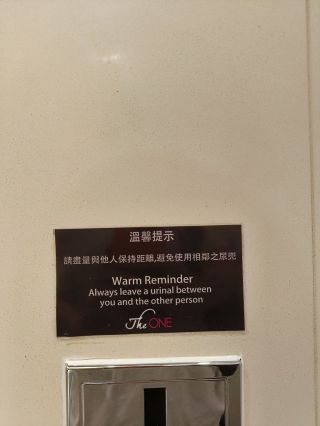 溫馨提示
請盡量與他人保持距離,避免使用相鄰之尿兜
Warm Reminder
Always leave a urinal between
you and the other person
The ONE